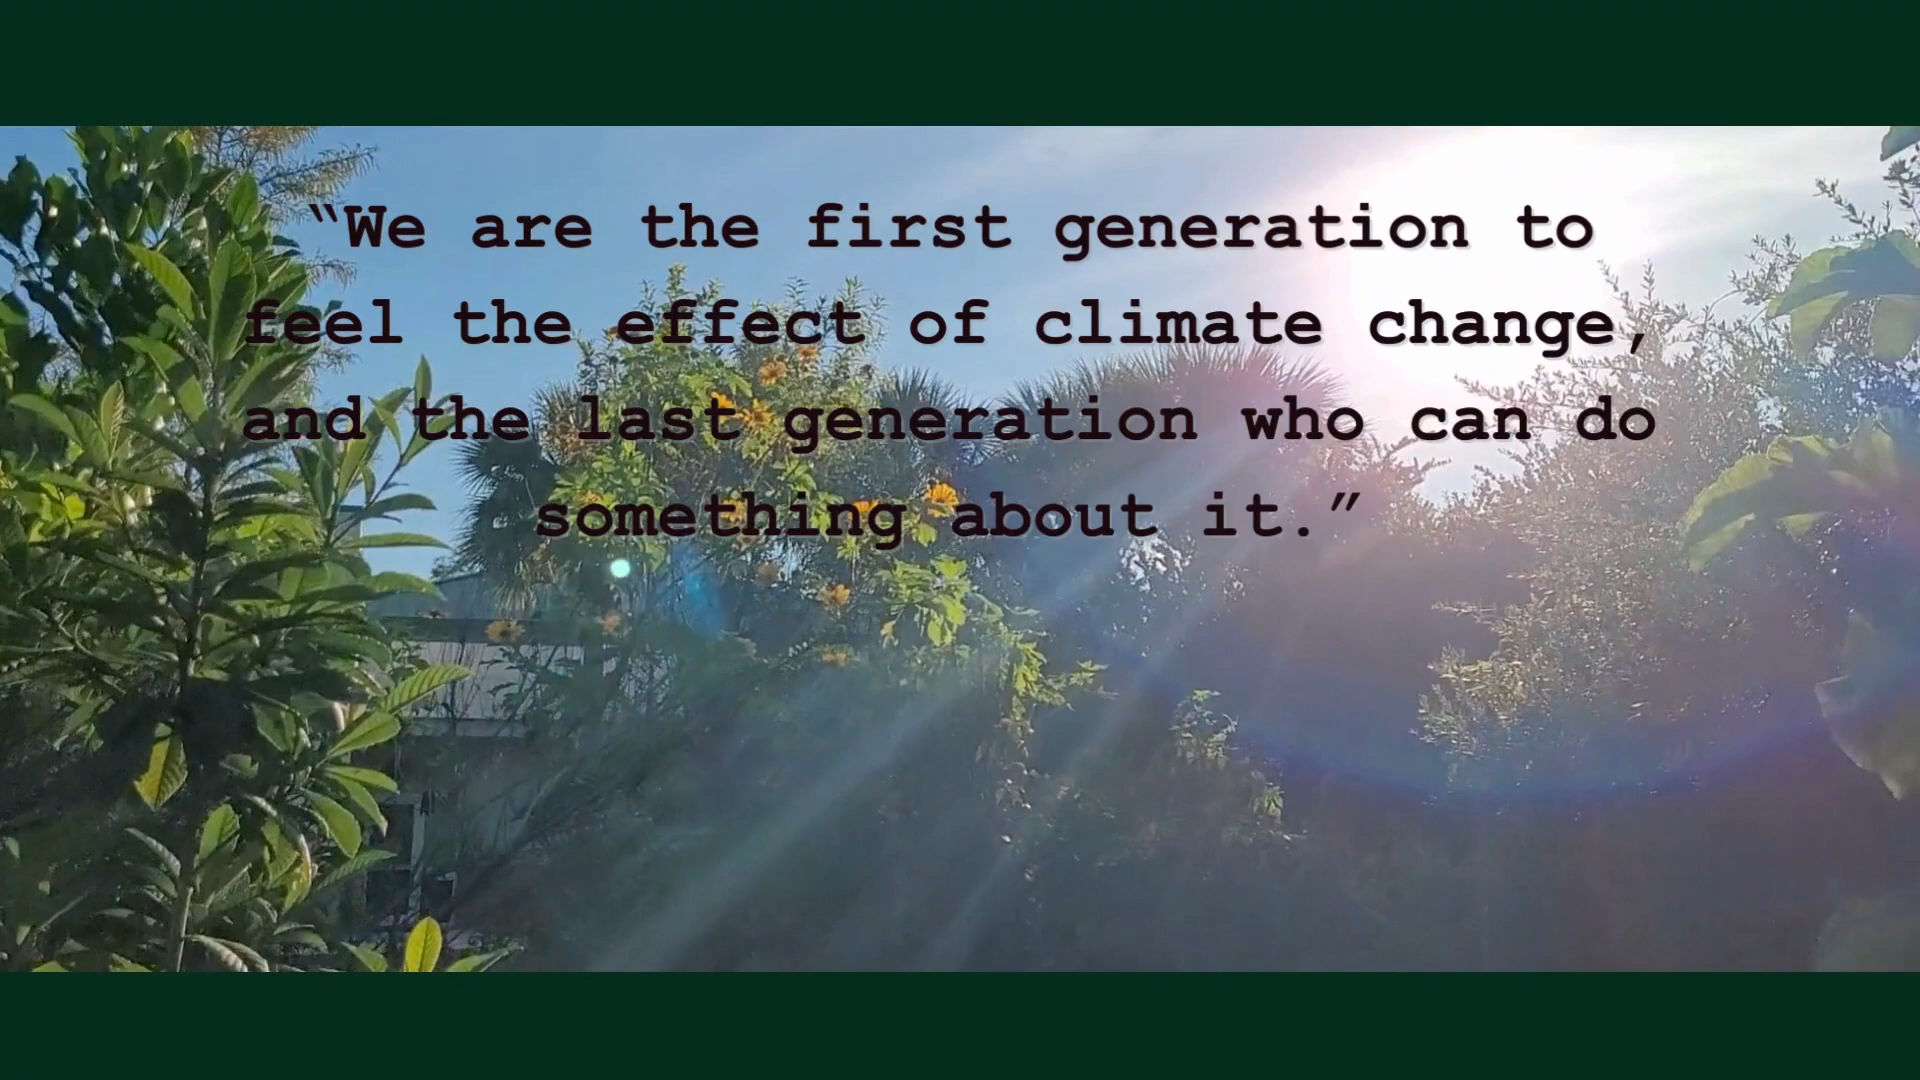 “We are the first generation to
feel the effect of climate change,
and the last generation who can do
something about it.”